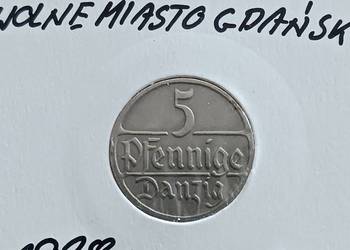 WOLNE MIASTO GDAŃSK
5
Pfennige
Danzig